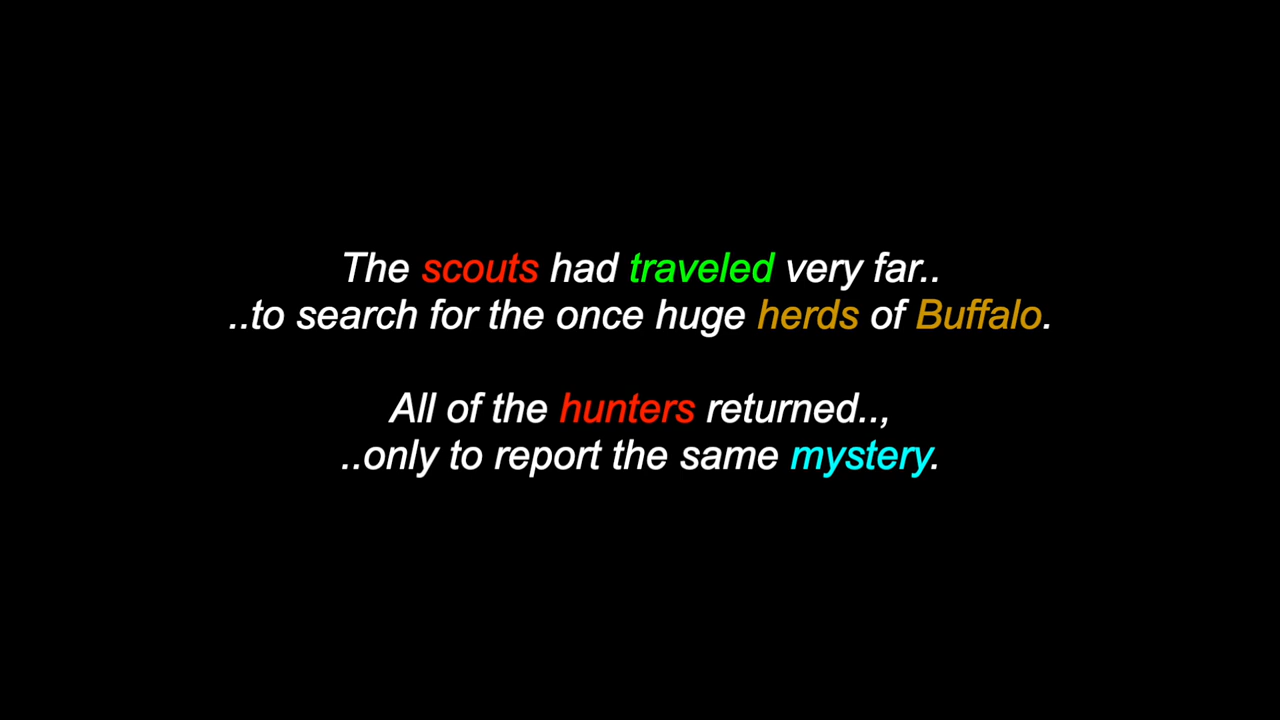 The scouts had traveled very far..
..to search for the once huge herds of Buffalo.
All of the hunters returned..,
..only to report the same mystery.